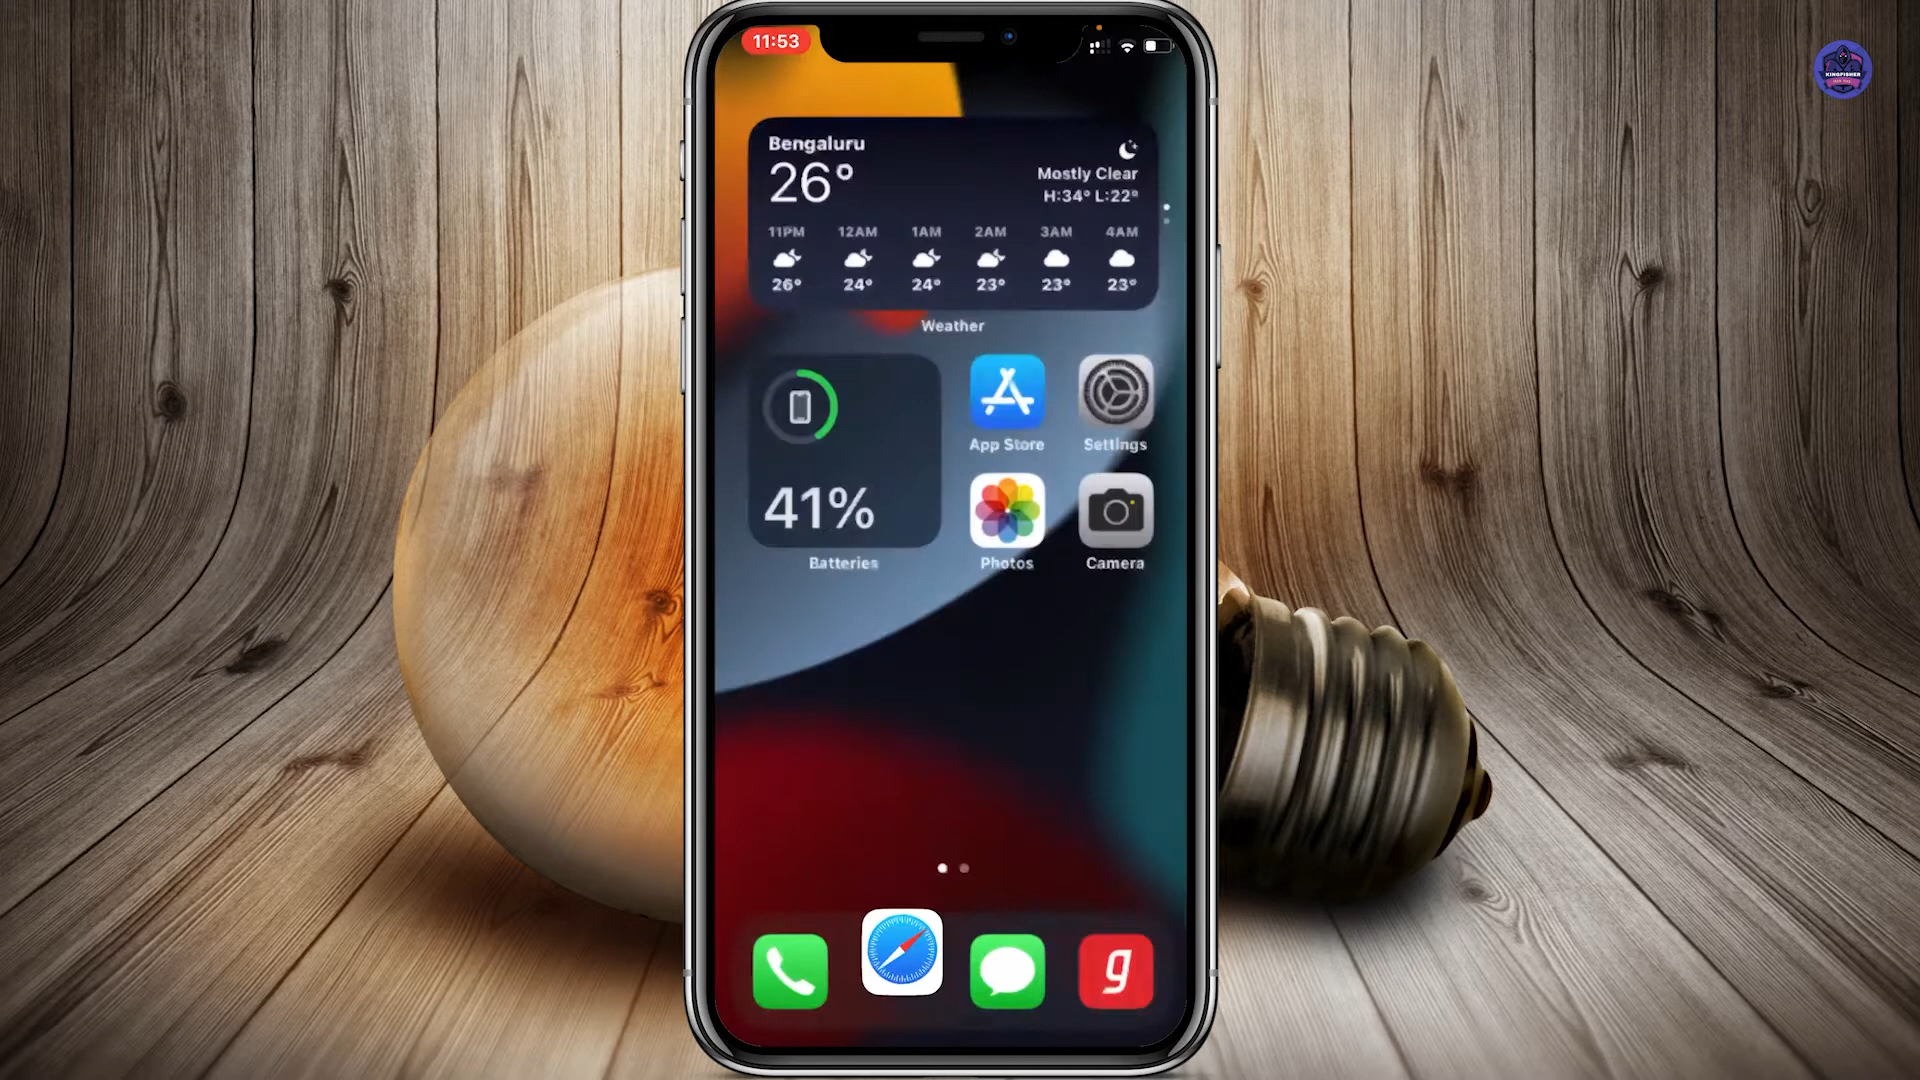 11:53
KINGFISHER
Bengaluru
26°
Mostly Clear
H:34° L:22°
11PM 12AM 1AM 2AM 3AM 4AM
26° 24° 24° 23° 23° 23°
Weather
41%
Batteries
App Store
Settings
Photos
Camera
g